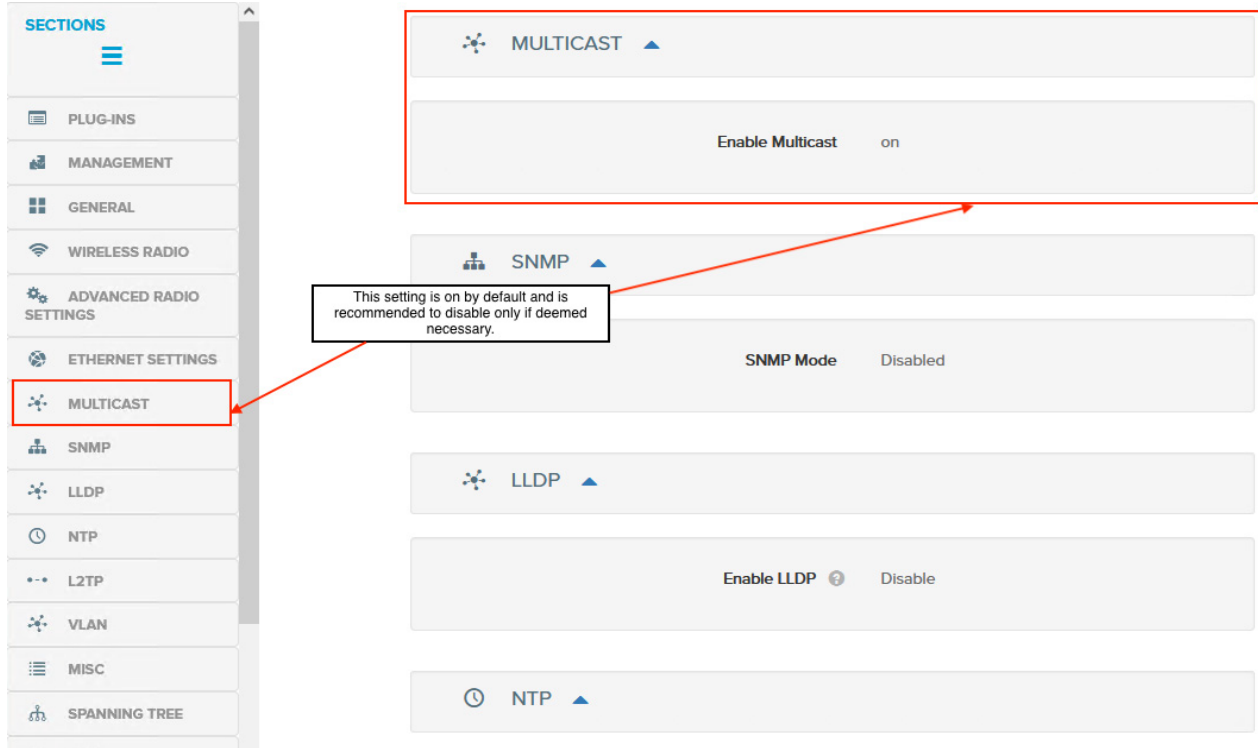 SECTIONS
PLUG-INS
MANAGEMENT
GENERAL
WIRELESS RADIO
ADVANCED RADIO
SETTINGS
ETHERNET SETTINGS
MULTICAST
SNMP
LLDP
NTP
L2TP
VLAN
MISC
SPANNING TREE
MULTICAST
Enable Multicast on
SNMP
This setting is on by default and is
recommended to disable only if deemed
necessary.
SNMP Mode Disabled
LLDP
Enable LLDP ? Disable
NTP